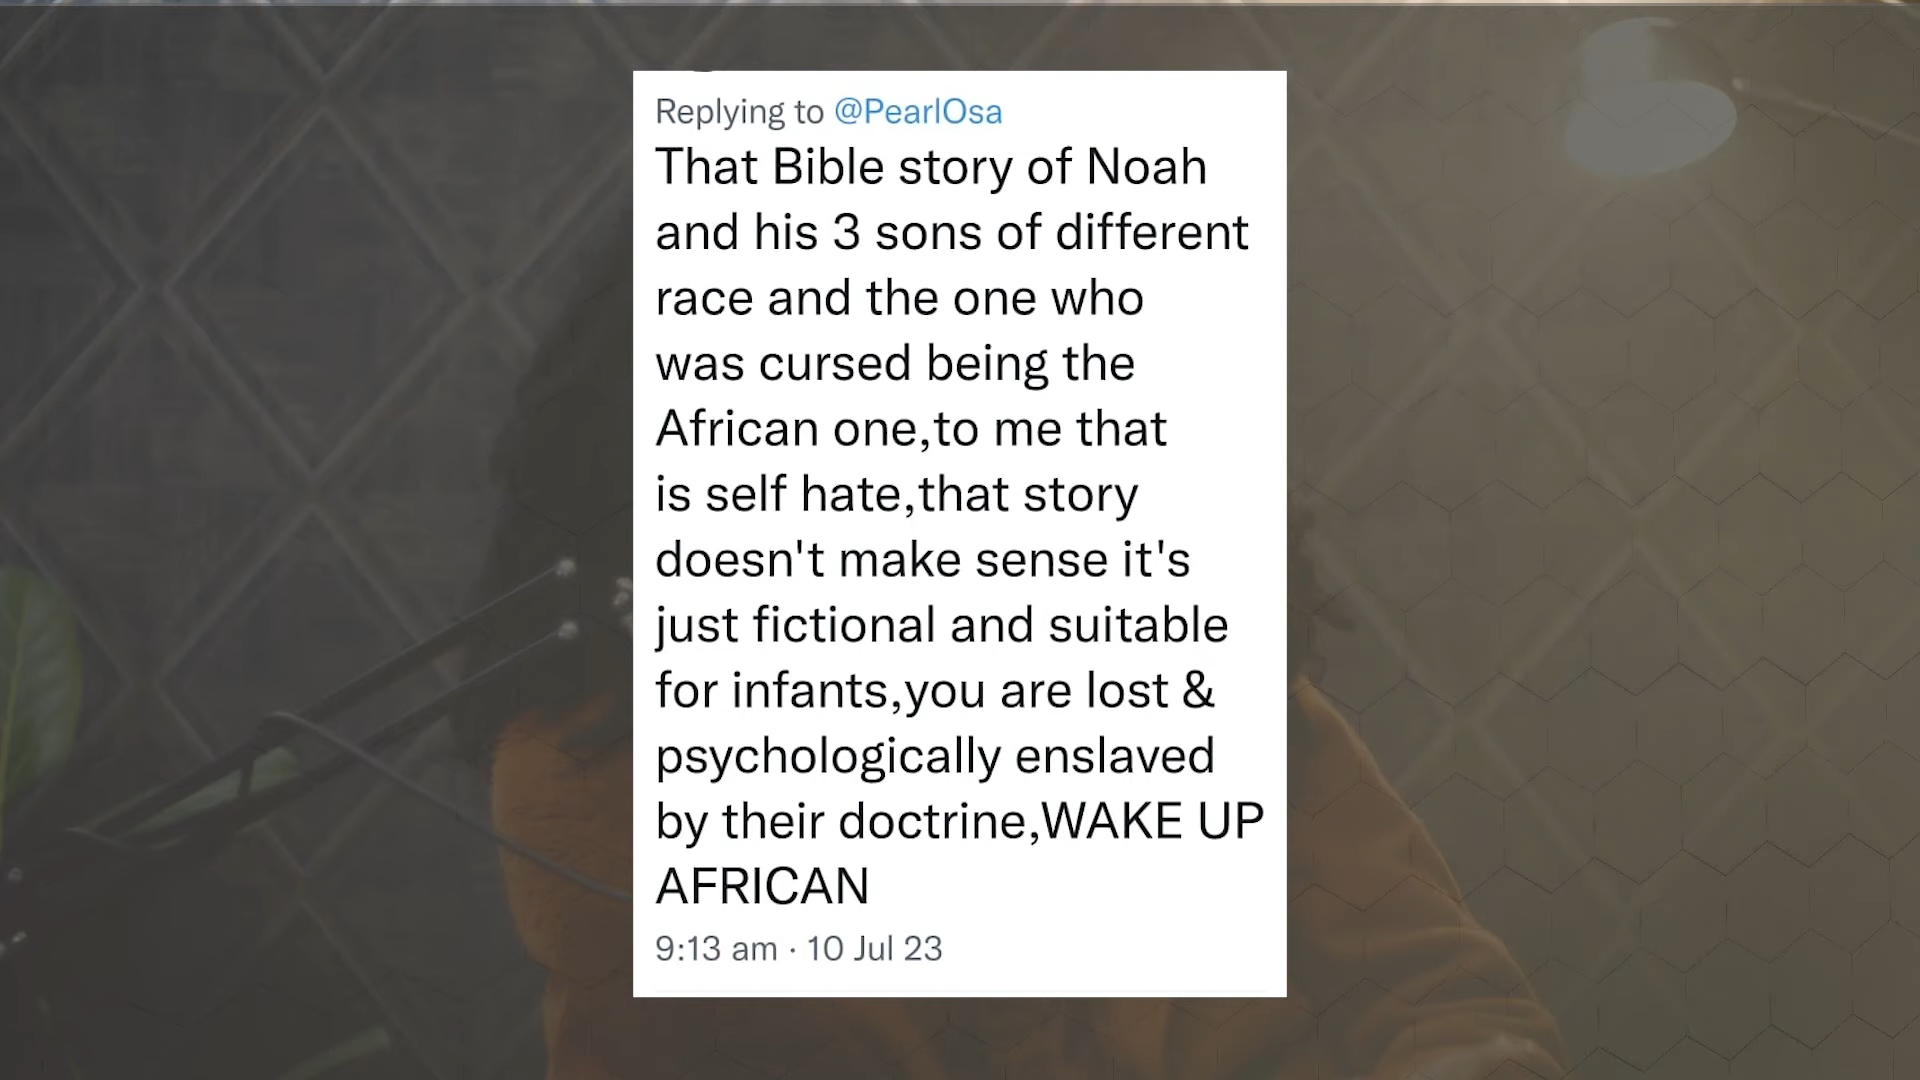 Replying to @PearlOsa
That Bible story of Noah
and his 3 sons of different
race and the one who
was cursed being the
African one,to me that
is self hate,that story
doesn't make sense it's
just fictional and suitable
for infants,you are lost &
psychologically enslaved
by their doctrine,WAKE UP
AFRICAN
9:13 am · 10 Jul 23